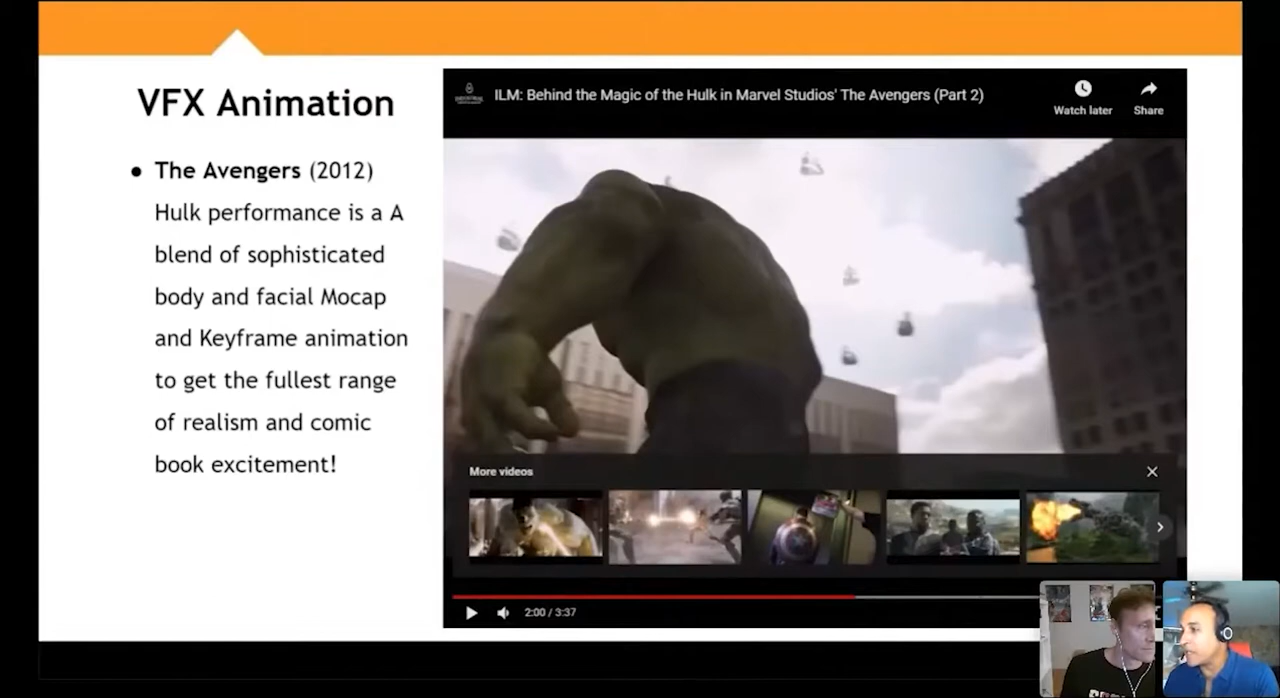 VFX Animation
● The Avengers (2012)
Hulk performance is a A
blend of sophisticated
body and facial Mocap
and Keyframe animation
to get the fullest range
of realism and comic
book excitement!
ILM: Behind the Magic of the Hulk in Marvel Studios' The Avengers (Part 2)
Watch later
Share
More videos
2:00 / 3:37